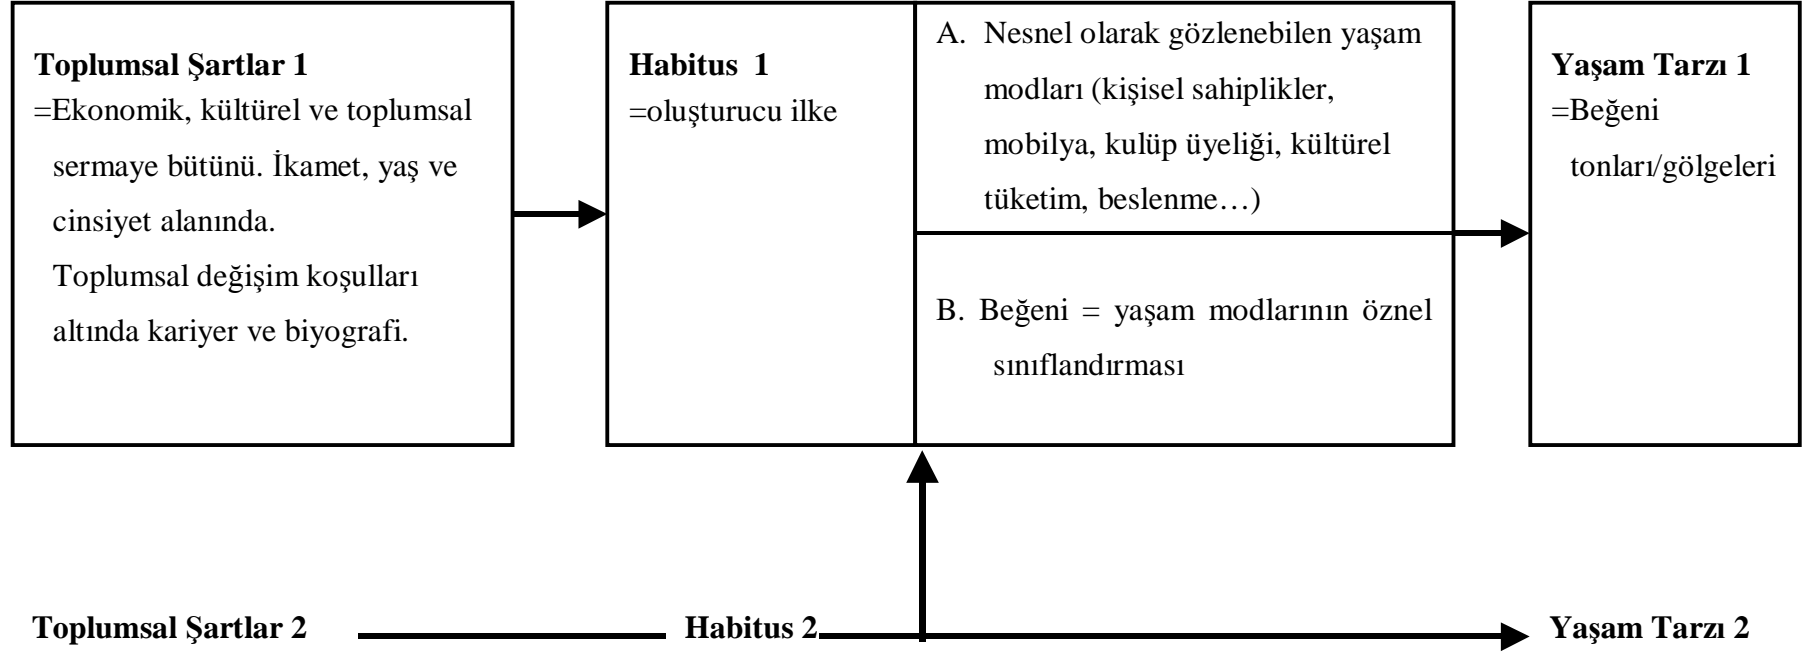 Toplumsal Şartlar 1
=Ekonomik, kültürel ve toplumsal
sermaye bütünü. İkamet, yaş ve
cinsiyet alanında.
Toplumsal değişim koşulları
altında kariyer ve biyografi.
Habitus 1
=oluşturucu ilke
A. Nesnel olarak gözlenebilen yaşam
modları (kişisel sahiplikler,
mobilya, kulüp üyeliği, kültürel
tüketim, beslenme…)
B. Beğeni = yaşam modlarının öznel
sınıflandırması
Yaşam Tarzı 1
=Beğeni
tonları/gölgeleri
Toplumsal Şartlar 2
Habitus 2
Yaşam Tarzı 2